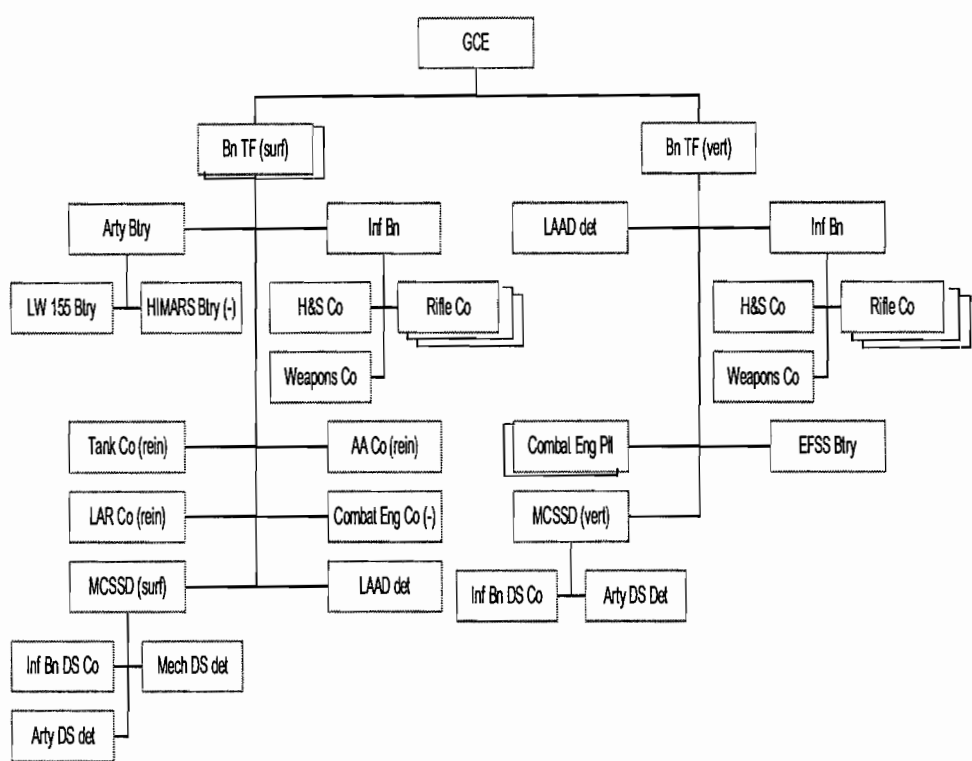 GCE
Bn TF (surf)
Bn TF (vert)
Arty Btry
Inf Bn
LAAD det
Inf Bn
LW 155 Btry
HIMARS Btry (-)
H&S Co
Rifle Co
H&S Co
Rifle Co
Weapons Co
Weapons Co
Tank Co (rein)
AA Co (rein)
Combat Eng Plt
EFSS Btry
LAR Co (rein)
Combat Eng Co (-)
MCSSD (vert)
MCSSD (surf)
LAAD det
Inf Bn DS Co
Arty DS Det
Inf Bn DS Co
Mech DS det
Arty DS det